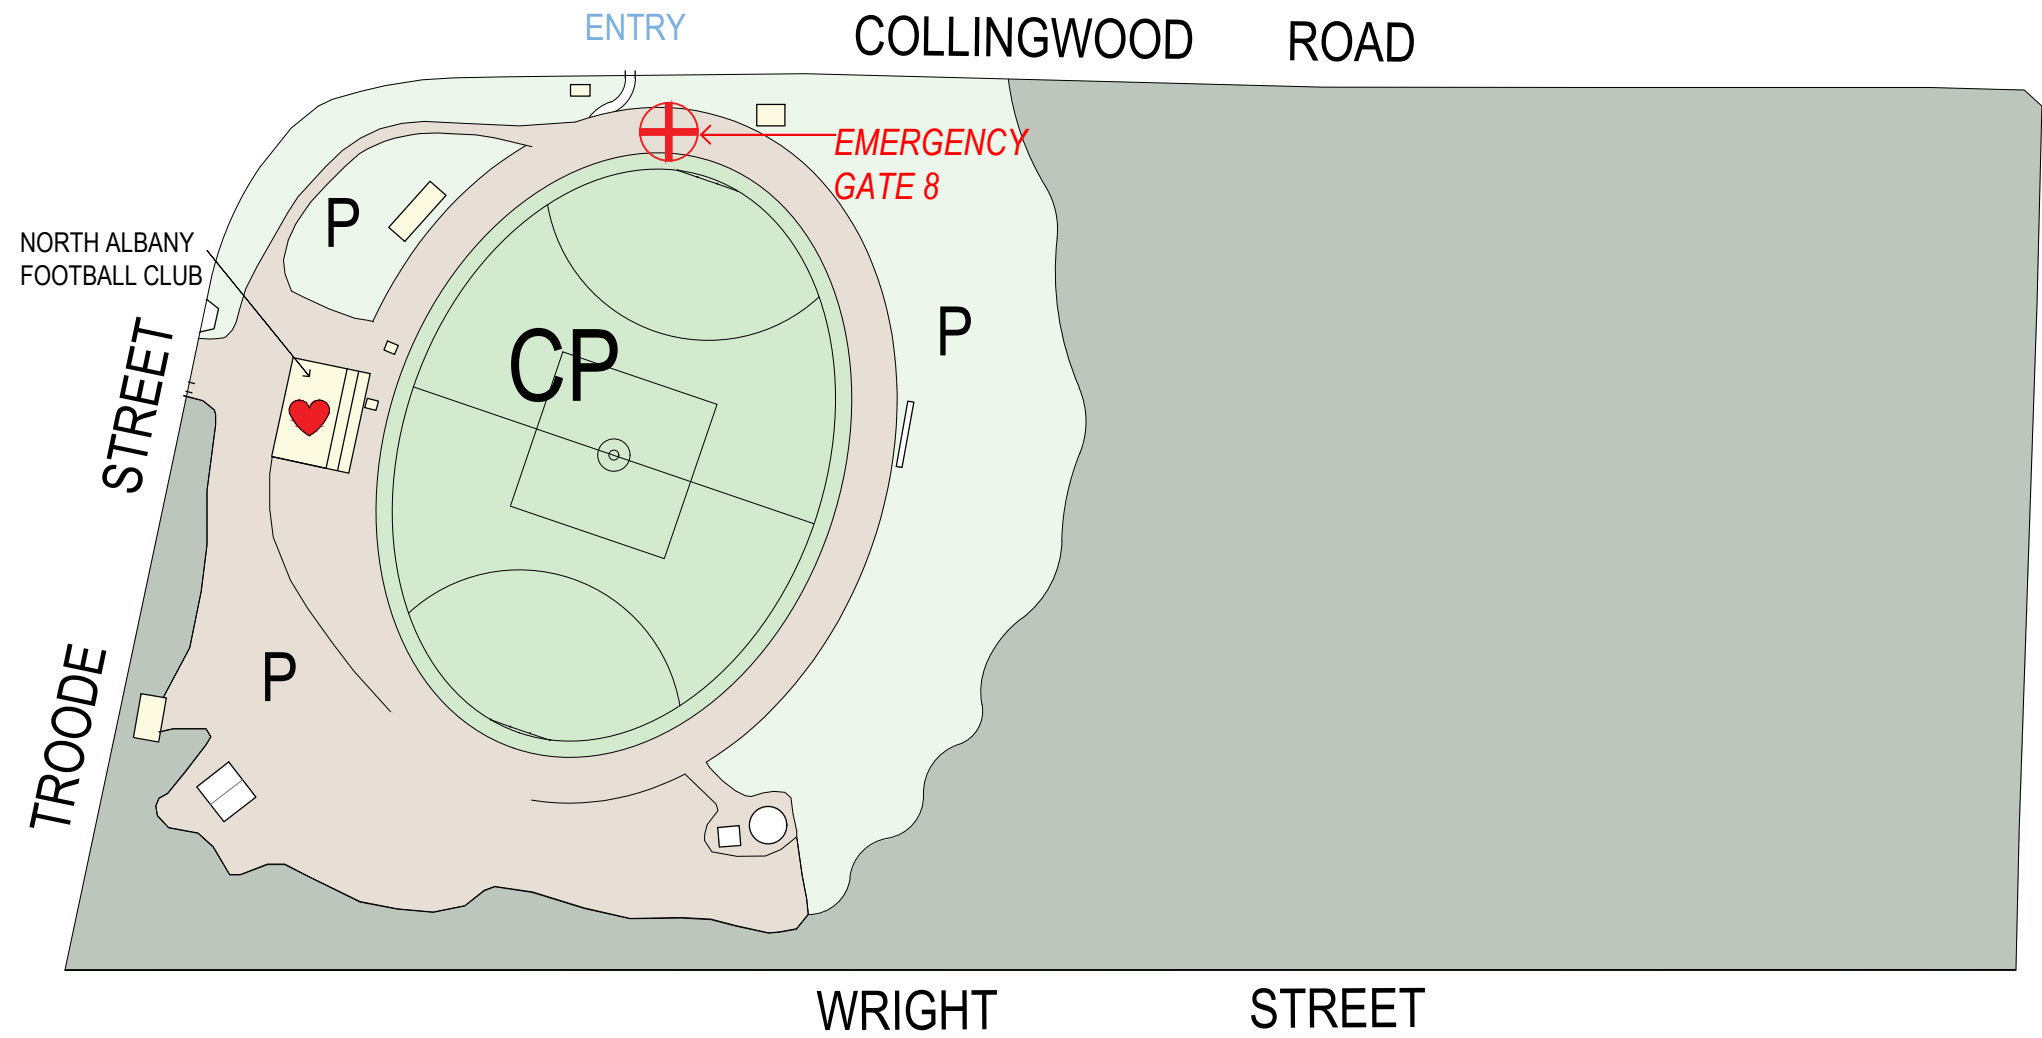 ENTRY
COLLINGWOOD ROAD
EMERGENCY
GATE 8
P
NORTH ALBANY
FOOTBALL CLUB
CP
P
TROODE STREET
P
WRIGHT STREET